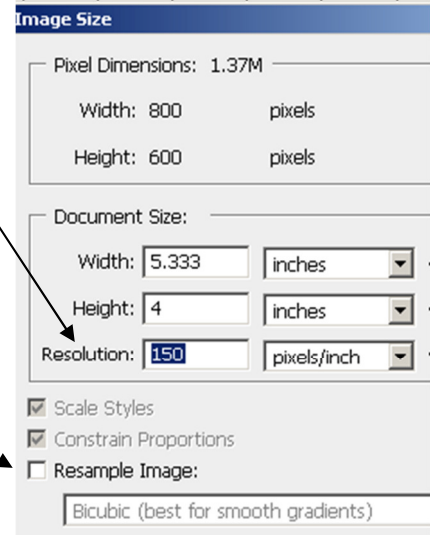 Image Size
Pixel Dimensions: 1.37M
Width: 800 pixels
Height: 600 pixels
Document Size:
Width: 5.333 inches
Height: 4 inches
Resolution: 150 pixels/inch
Scale Styles
Constrain Proportions
Resample Image:
Bicubic (best for smooth gradients)